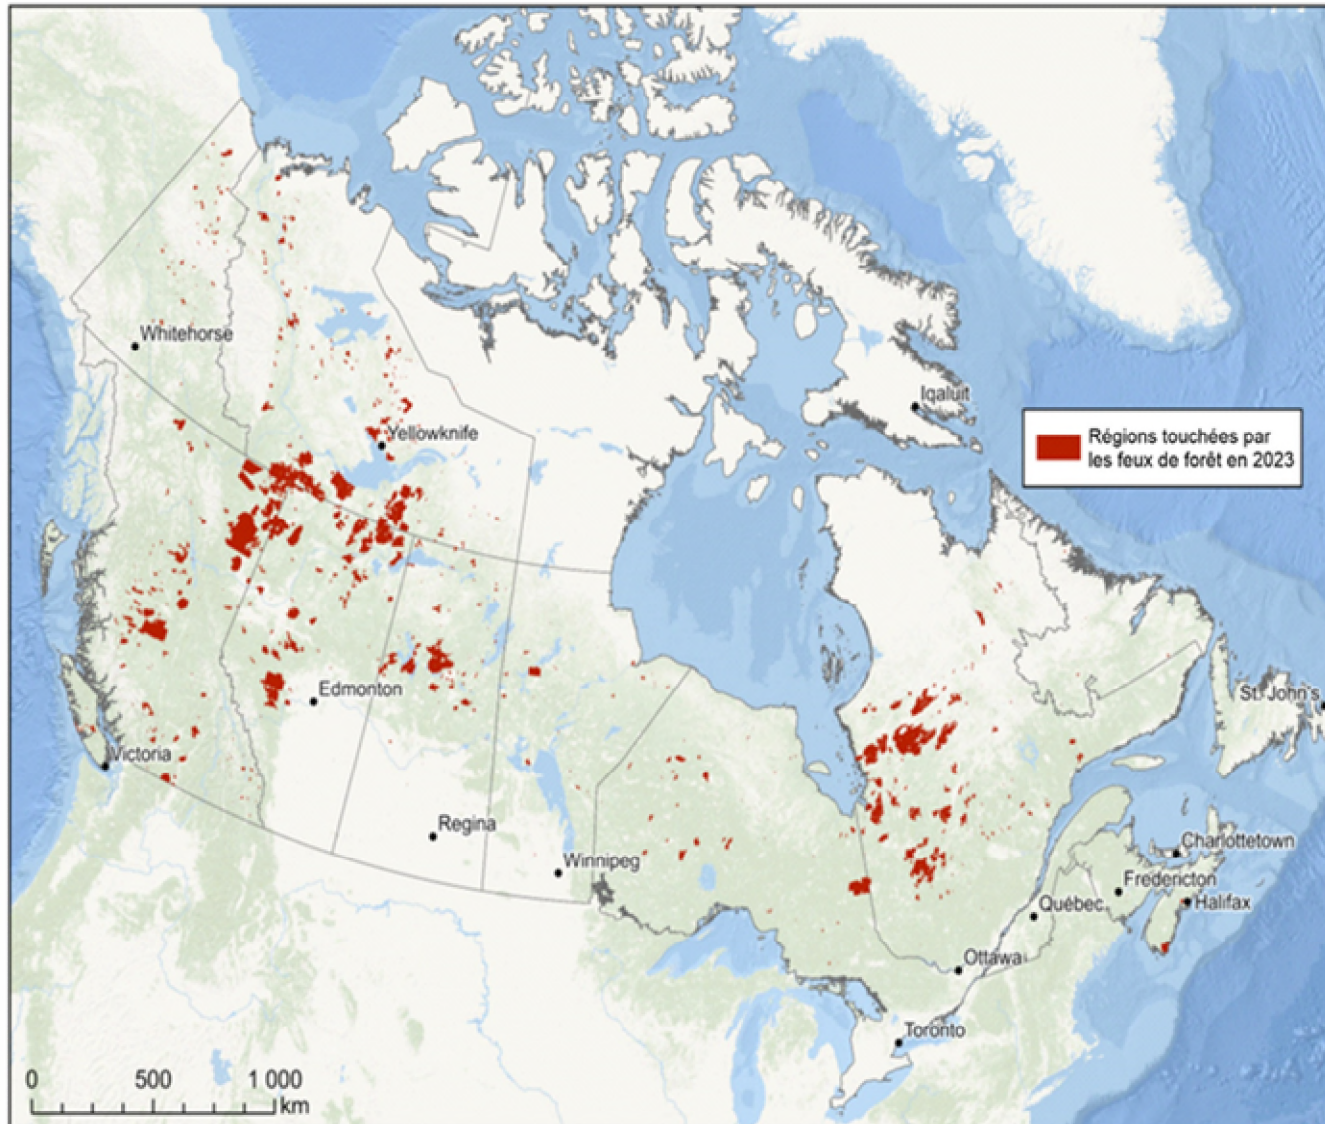 Whitehorse
Iqaluit
Régions touchées par
les feux de forêt en 2023
Yellowknife
Edmonton
St. John's
Victoria
Regina
Winnipeg
Charlottetown
Fredericton
Québec
Halifax
Ottawa
Toronto
0 500 1 000
km